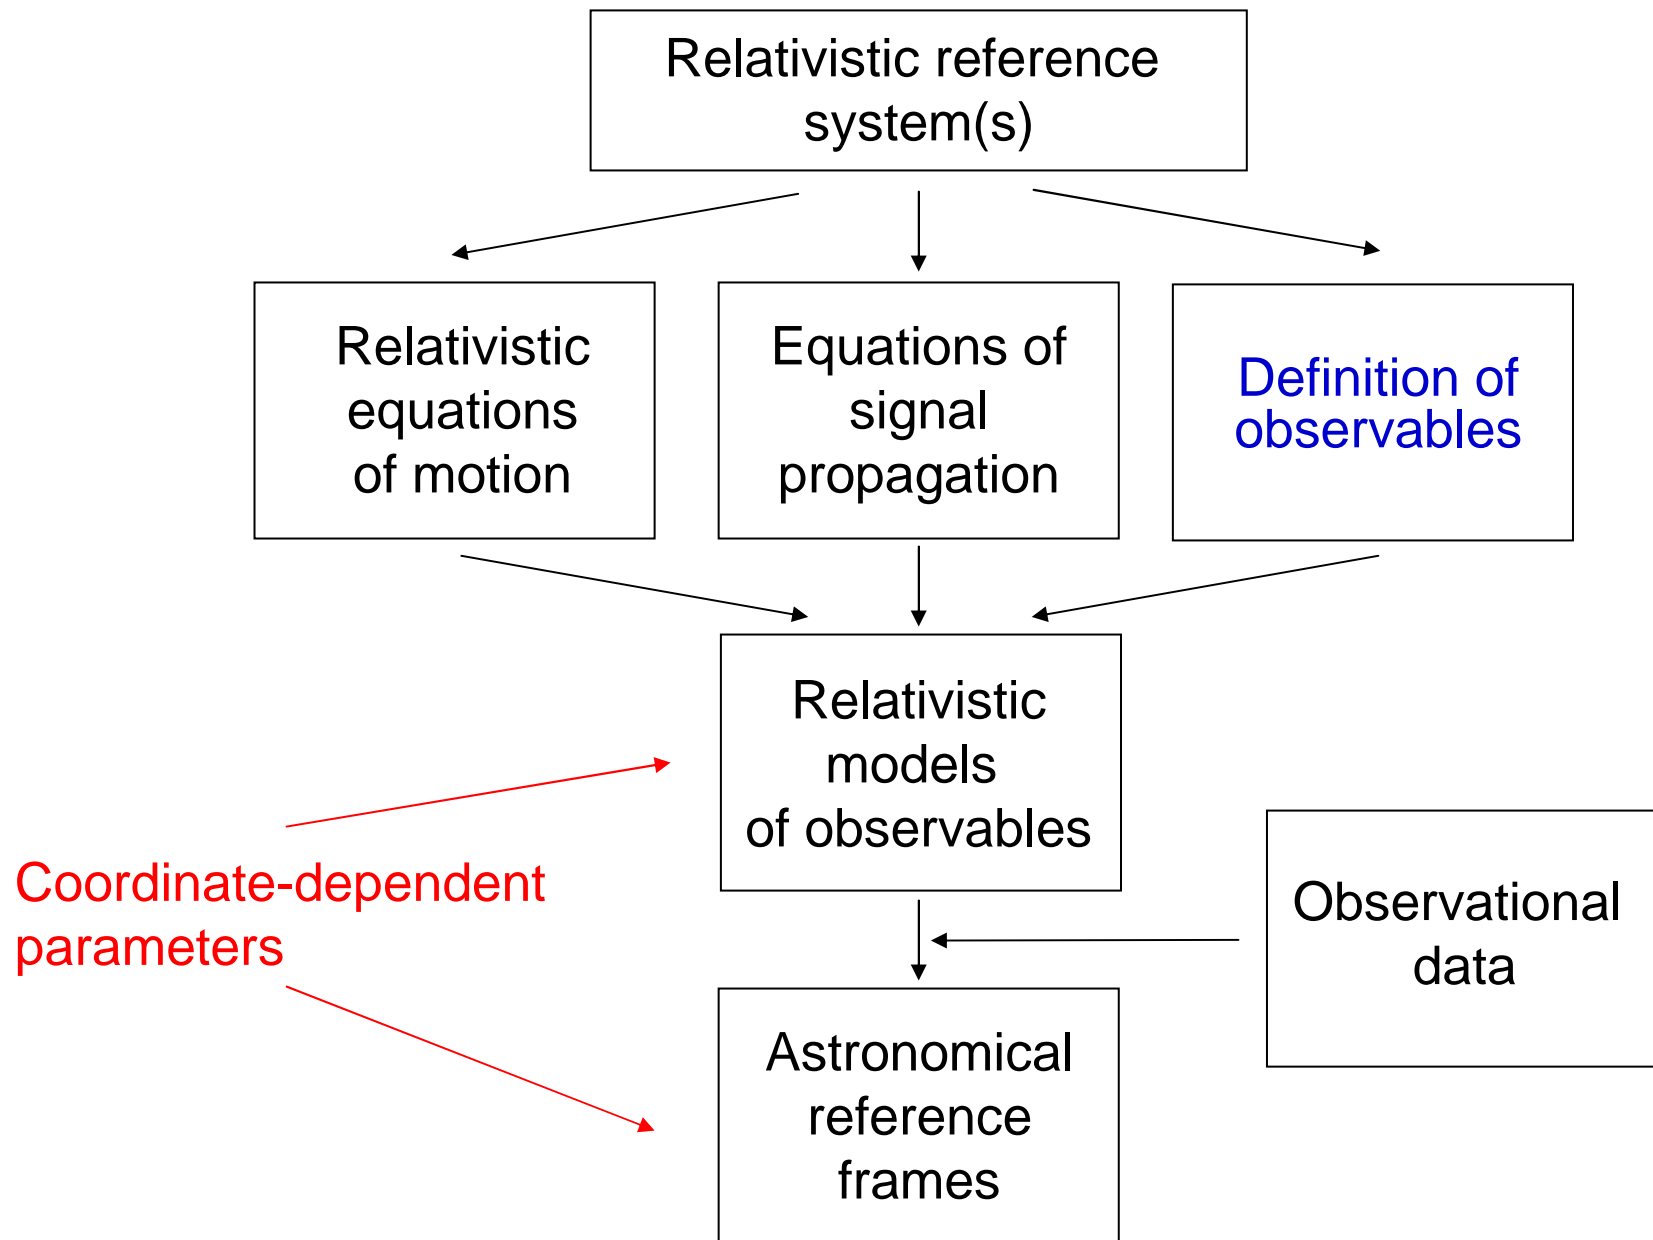 Relativistic reference
system(s)
Relativistic
equations
of motion
Equations of
signal
propagation
Definition of
observables
Relativistic
models
of observables
Coordinate-dependent
parameters
Observational
data
Astronomical
reference
frames